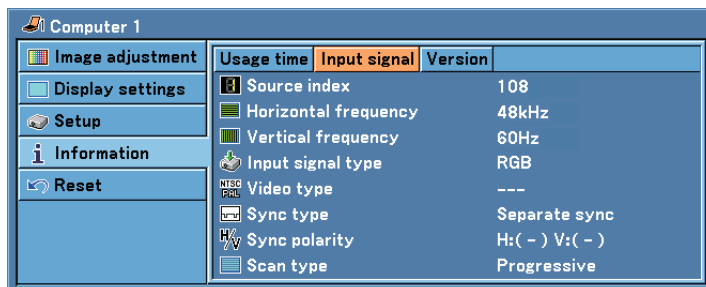 Computer 1
Image adjustment
Display settings
Setup
Information
Reset
Usage time Input signal Version
Source index 108
Horizontal frequency 48kHz
Vertical frequency 60Hz
Input signal type RGB
NTSC PAL Video type ---
Sync type Separate sync
H/V Sync polarity H:( – ) V:( – )
Scan type Progressive